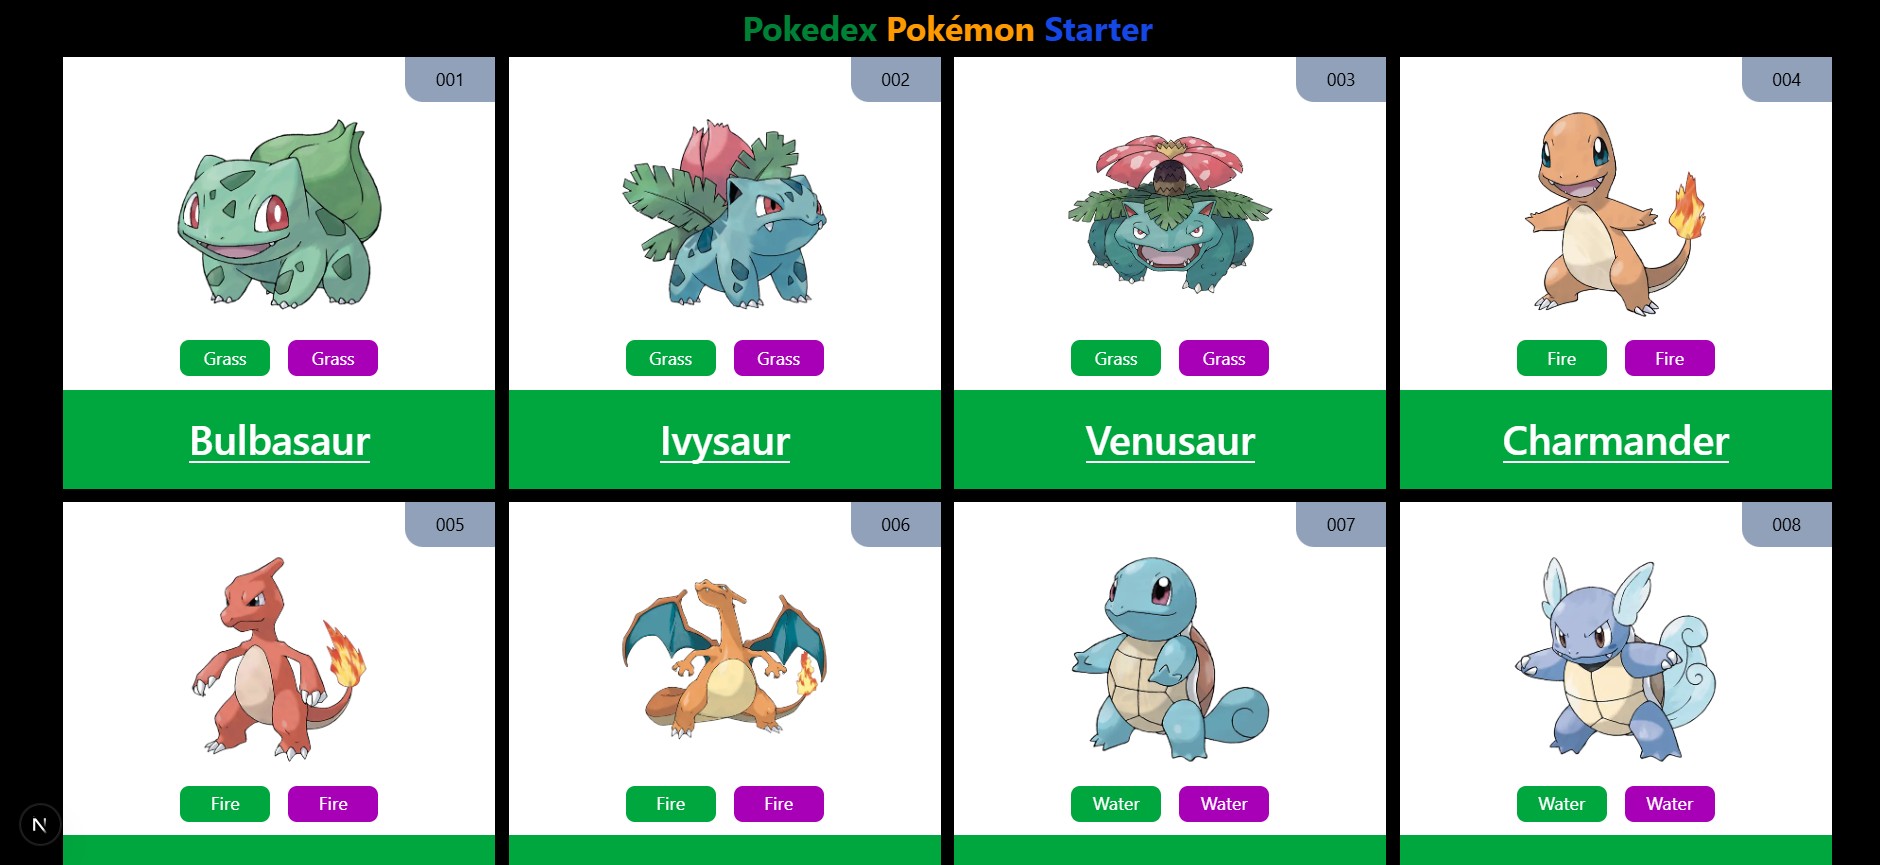 Pokedex Pokémon Starter
001
002
003
004
Grass Grass
Grass Grass
Grass Grass
Fire Fire
Bulbasaur
Ivysaur
Venusaur
Charmander
005
006
007
008
Fire Fire
Fire Fire
Water Water
Water Water
N